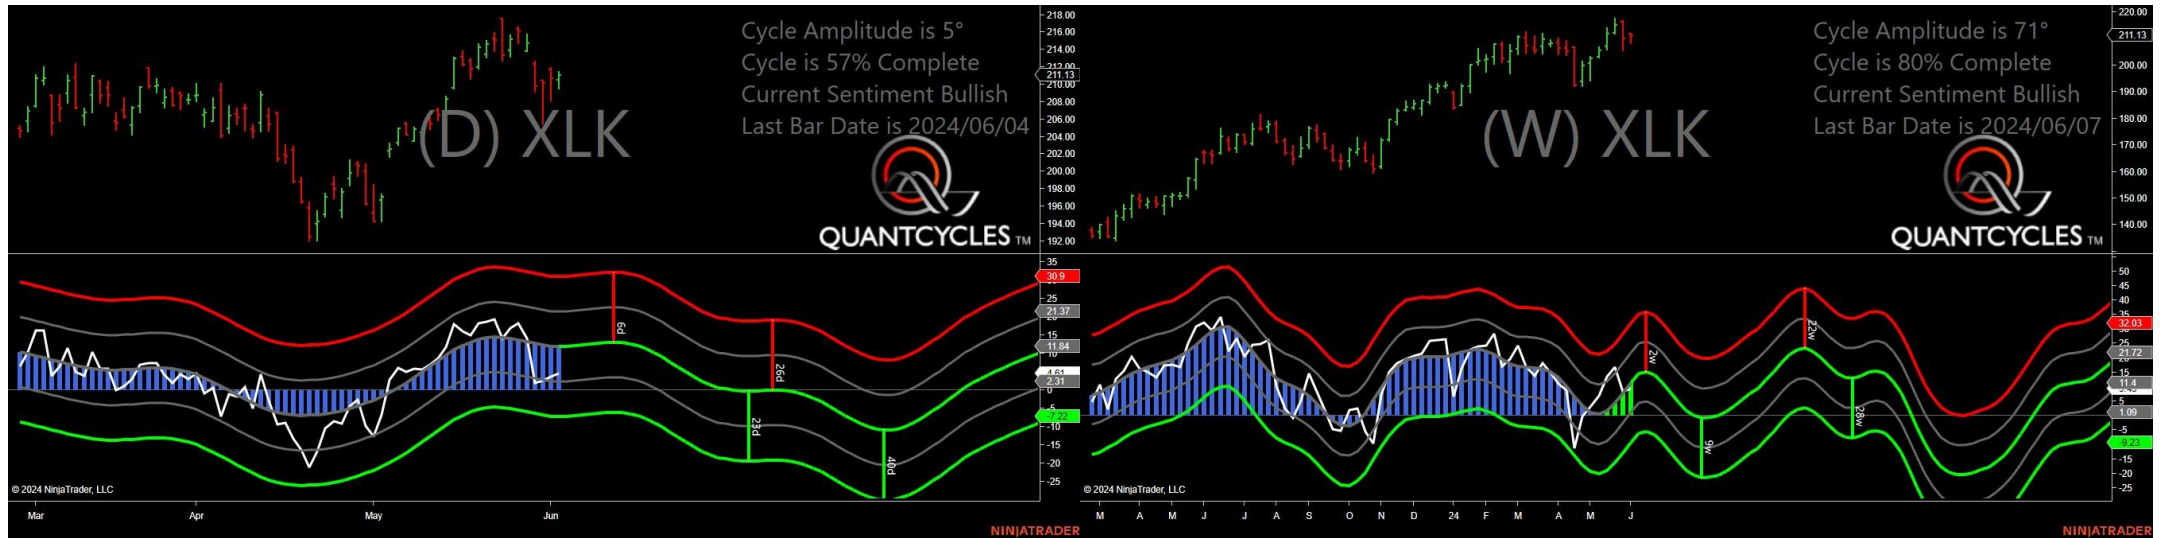 Cycle Amplitude is 5°
Cycle is 57% Complete
Current Sentiment Bullish
Last Bar Date is 2024/06/04
(D) XLK
QUANTCYCLES TM
218.00
216.00
214.00
212.00
211.13
210.00
208.00
206.00
204.00
202.00
200.00
198.00
196.00
194.00
192.00
35
30.9
25
21.37
15
11.84
10
4.61
2.31
-5
-7.22
-10
-15
-20
-25
6d
26d
23d
40d
© 2024 NinjaTrader, LLC
Mar Apr May Jun
NINJATRADER
Cycle Amplitude is 71°
Cycle is 80% Complete
Current Sentiment Bullish
Last Bar Date is 2024/06/07
(W) XLK
QUANTCYCLES TM
220.00
211.13
200.00
190.00
180.00
170.00
160.00
150.00
140.00
50
45
40
35
32.03
25
21.72
15
11.4
5
1.09
-5
-9.23
-15
-20
-25
2w
22w
9w
28w
© 2024 NinjaTrader, LLC
M A M J J A S O N D 24 F M A M J
NINJATRADER